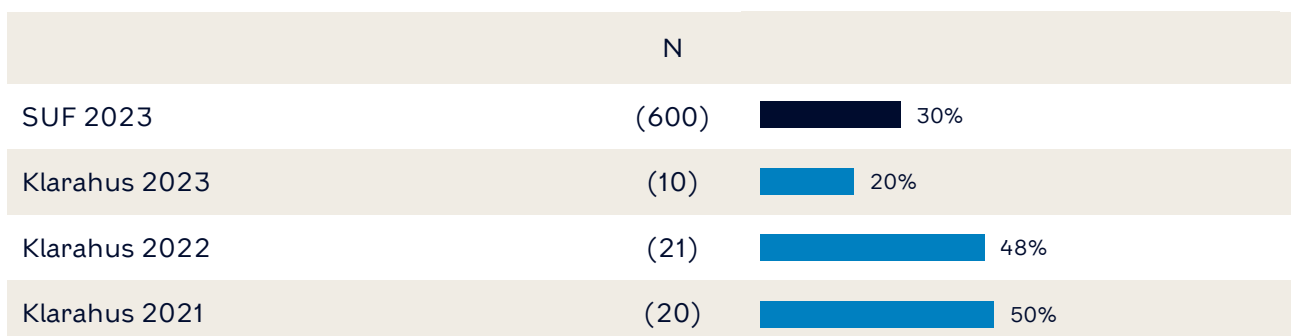 N
SUF 2023 (600) 30%
Klarahus 2023 (10) 20%
Klarahus 2022 (21) 48%
Klarahus 2021 (20) 50%